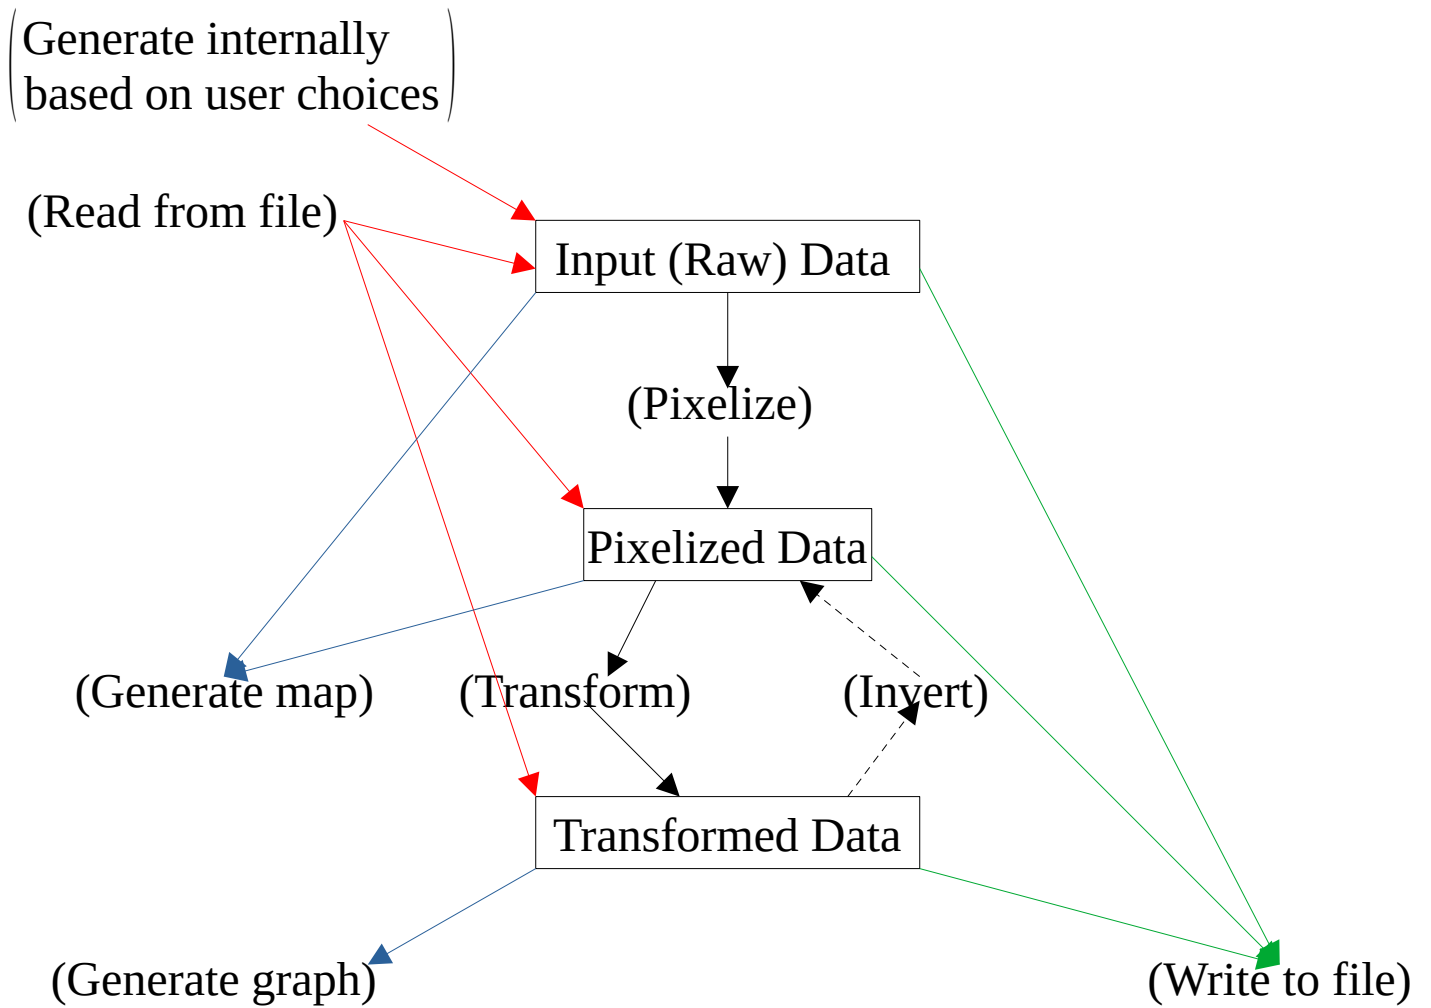 (Generate internally
based on user choices)
(Read from file)
Input (Raw) Data
(Pixelize)
Pixelized Data
(Generate map)
(Transform)
(Invert)
Transformed Data
(Generate graph)
(Write to file)